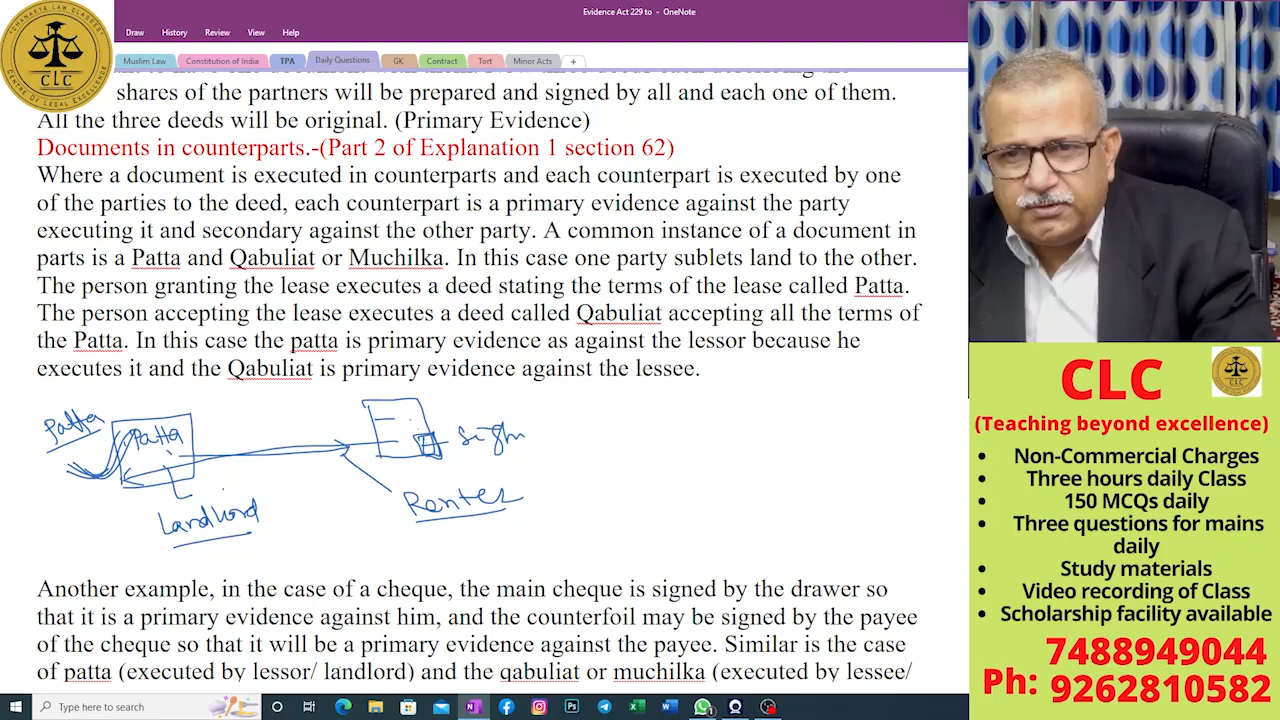 Evidence Act 229 to - OneNote
Draw History Review View Help
Muslim Law Constitution of India TPA Daily Questions GK Contract Tort Minor Acts +
CHANAKYA LAW CLASSES
CLC
CENTRE OF LEGAL EXCELLENCE
shares of the partners will be prepared and signed by all and each one of them.
All the three deeds will be original. (Primary Evidence)
Documents in counterparts.-(Part 2 of Explanation 1 section 62)
Where a document is executed in counterparts and each counterpart is executed by one
of the parties to the deed, each counterpart is a primary evidence against the party
executing it and secondary against the other party. A common instance of a document in
parts is a Patta and Qabuliat or Muchilka. In this case one party sublets land to the other.
The person granting the lease executes a deed stating the terms of the lease called Patta.
The person accepting the lease executes a deed called Qabuliat accepting all the terms of
the Patta. In this case the patta is primary evidence as against the lessor because he
executes it and the Qabuliat is primary evidence against the lessee.
Patta
Patta
Sign
Landlord
Renter
Another example, in the case of a cheque, the main cheque is signed by the drawer so
that it is a primary evidence against him, and the counterfoil may be signed by the payee
of the cheque so that it will be a primary evidence against the payee. Similar is the case
of patta (executed by lessor/ landlord) and the qabuliat or muchilka (executed by lessee/
CLC
(Teaching beyond excellence)
• Non-Commercial Charges
• Three hours daily Class
• 150 MCQs daily
• Three questions for mains
daily
• Study materials
• Video recording of Class
• Scholarship facility available
7488949044
Ph: 9262810582
Type here to search